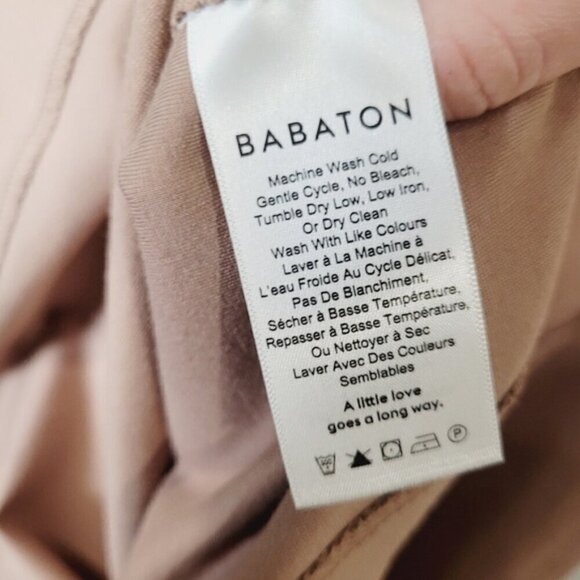 BABATON
Machine Wash Cold
Gentle Cycle, No Bleach,
Tumble Dry Low, Low Iron,
Or Dry Clean
Wash With Like Colours
Laver à La Machine à
L'eau Froide Au Cycle Délicat,
Pas De Blanchiment,
Sécher à Basse Température,
Repasser à Basse Température,
Ou Nettoyer à Sec
Laver Avec Des Couleurs
Semblables
A little love
goes a long way.
P